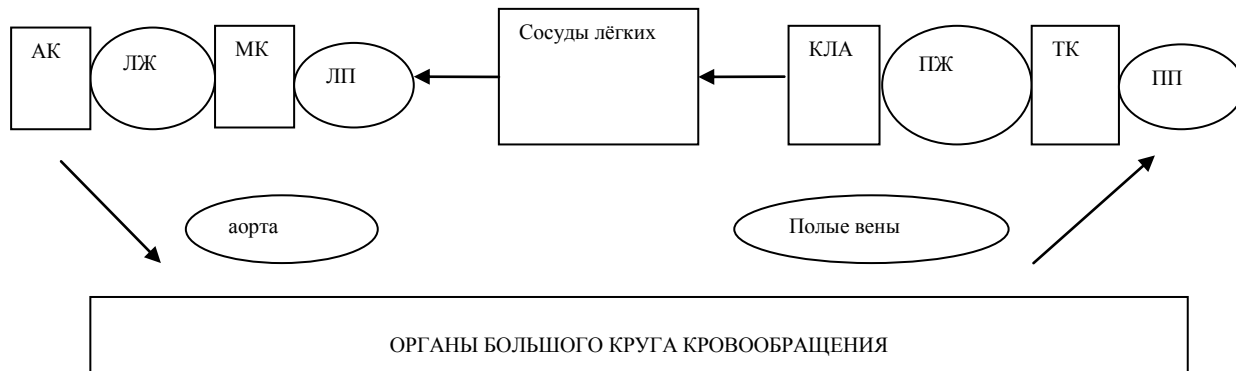 АК
ЛЖ
МК
ЛП
Сосуды лёгких
КЛА
ПЖ
ТК
ПП
аорта
Полые вены
ОРГАНЫ БОЛЬШОГО КРУГА КРОВООБРАЩЕНИЯ